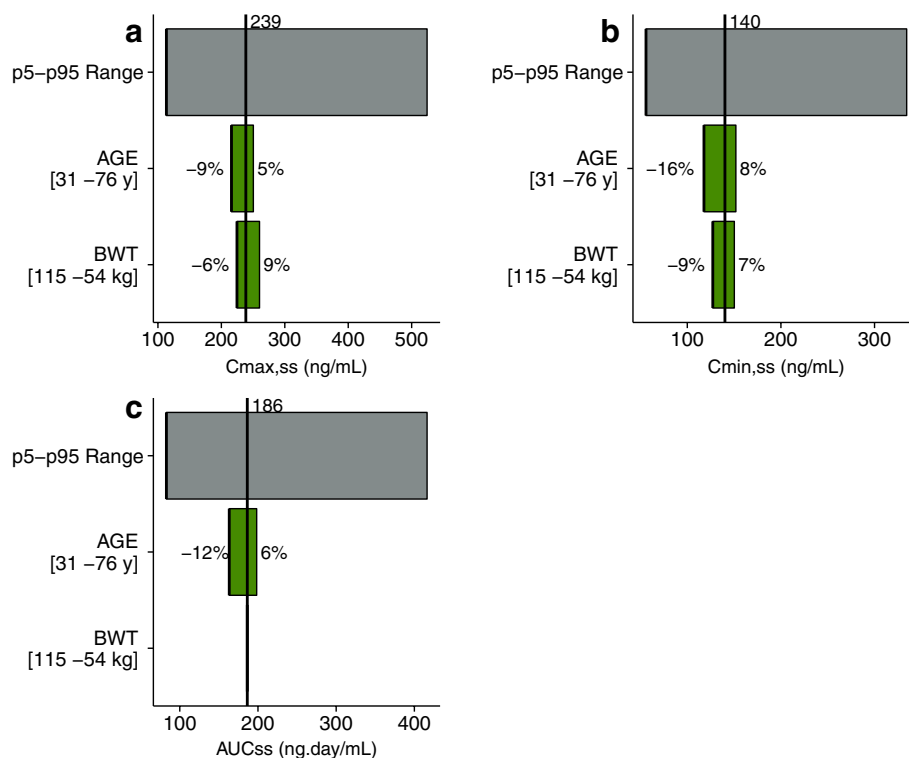 a
239
p5−p95 Range
AGE
[31 −76 y]
−9%
5%
BWT
[115 −54 kg]
−6%
9%
100 200 300 400 500
Cmax,ss (ng/mL)
b
140
p5−p95 Range
AGE
[31 −76 y]
−16%
8%
BWT
[115 −54 kg]
−9%
7%
100 200 300
Cmin,ss (ng/mL)
c
186
p5−p95 Range
AGE
[31 −76 y]
−12%
6%
BWT
[115 −54 kg]
100 200 300 400
AUCss (ng.day/mL)